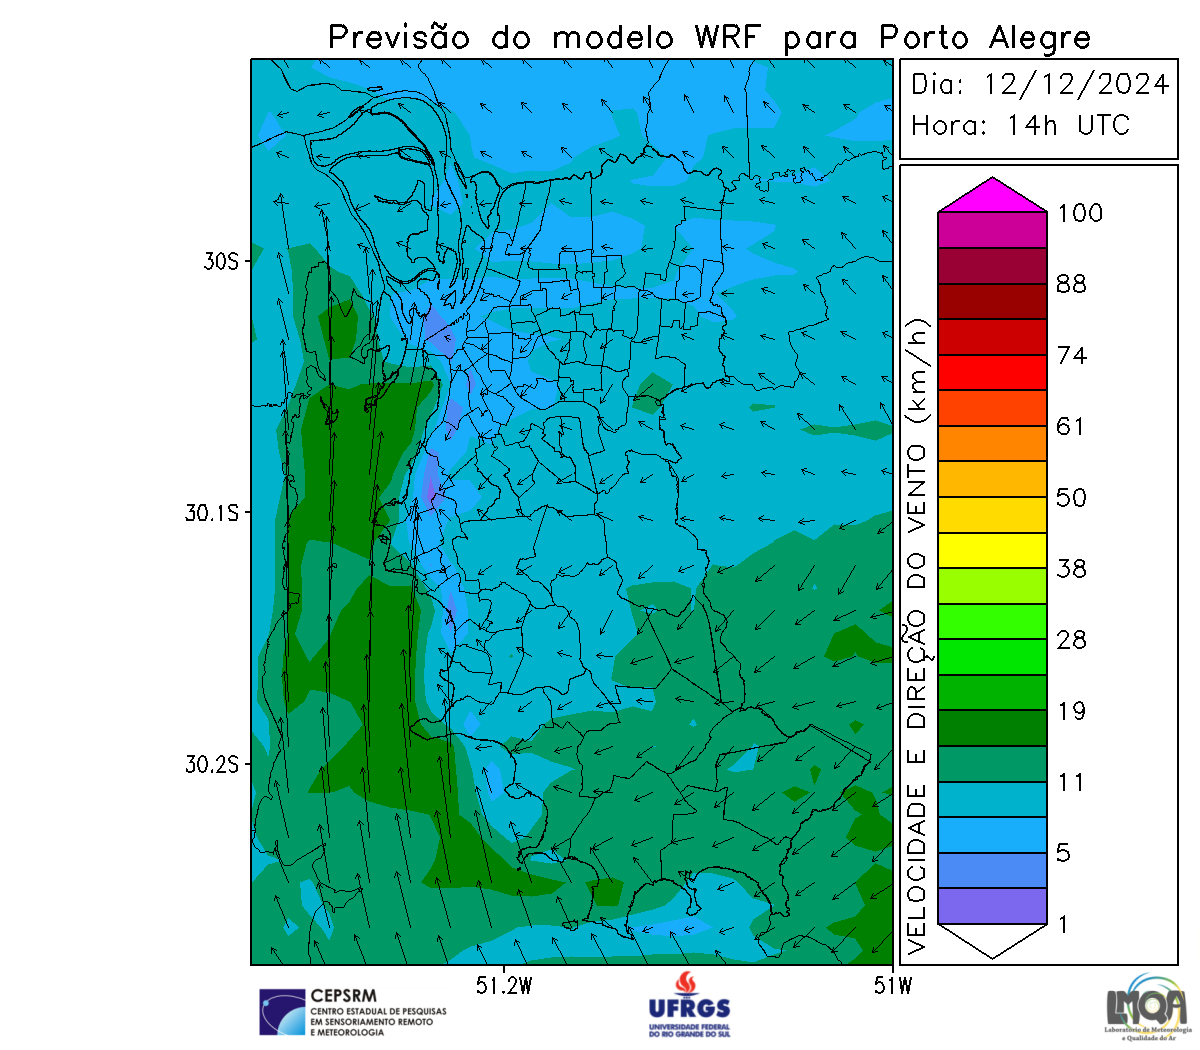 Previsão do modelo WRF para Porto Alegre
Dia: 12/12/2024
Hora: 14h UTC
30S
30.1S
30.2S
51.2W
51W
VELOCIDADE E DIREÇÃO DO VENTO (km/h)
100
88
74
61
50
38
28
19
11
5
1
CEPSRM
CENTRO ESTADUAL DE PESQUISAS
EM SENSORIAMENTO REMOTO
E METEOROLOGIA
UFRGS
UNIVERSIDADE FEDERAL
DO RIO GRANDE DO SUL
LMQA
Laboratório de Meteorologia
e Qualidade do Ar